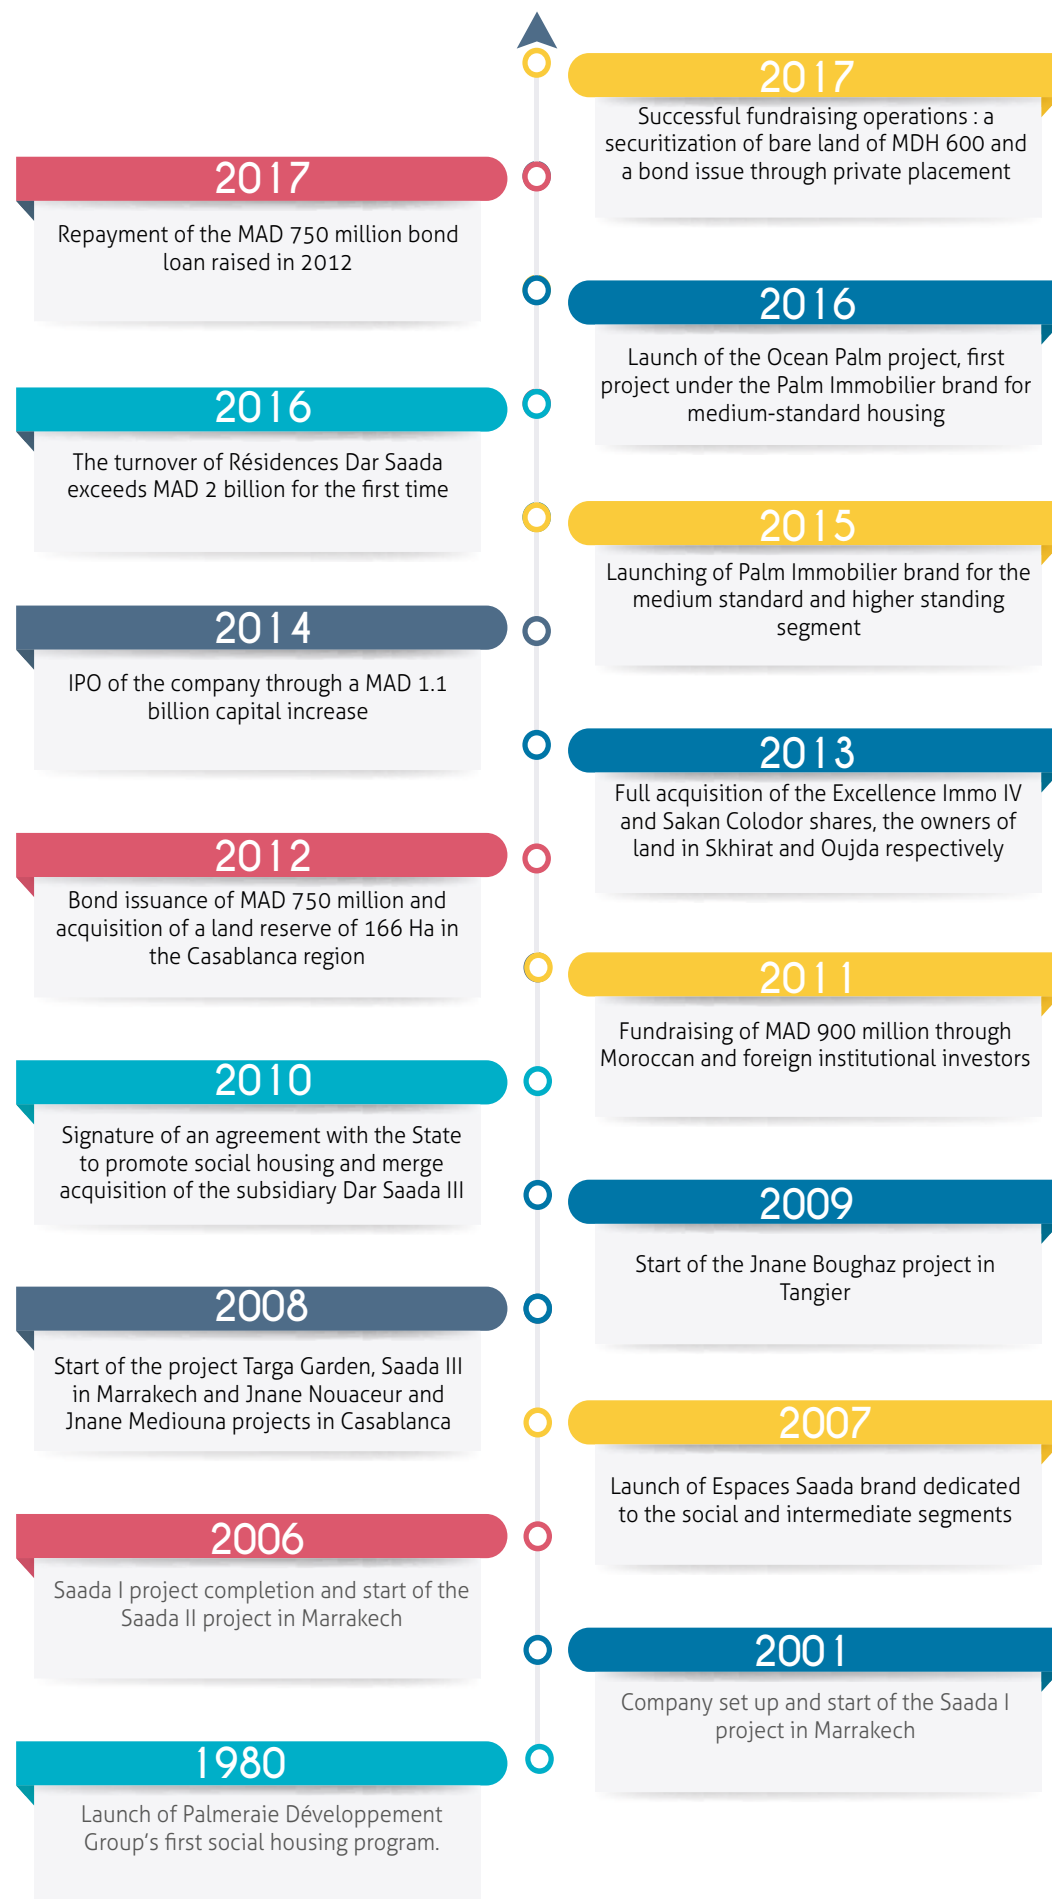 2017
Successful fundraising operations : a
securitization of bare land of MDH 600 and
a bond issue through private placement
2017
Repayment of the MAD 750 million bond
loan raised in 2012
2016
Launch of the Ocean Palm project, first
project under the Palm Immobilier brand for
medium-standard housing
2016
The turnover of Résidences Dar Saada
exceeds MAD 2 billion for the first time
2015
Launching of Palm Immobilier brand for the
medium standard and higher standing
segment
2014
IPO of the company through a MAD 1.1
billion capital increase
2013
Full acquisition of the Excellence Immo IV
and Sakan Colodor shares, the owners of
land in Skhirat and Oujda respectively
2012
Bond issuance of MAD 750 million and
acquisition of a land reserve of 166 Ha in
the Casablanca region
2011
Fundraising of MAD 900 million through
Moroccan and foreign institutional investors
2010
Signature of an agreement with the State
to promote social housing and merge
acquisition of the subsidiary Dar Saada III
2009
Start of the Jnane Boughaz project in
Tangier
2008
Start of the project Targa Garden, Saada III
in Marrakech and Jnane Nouaceur and
Jnane Mediouna projects in Casablanca
2007
Launch of Espaces Saada brand dedicated
to the social and intermediate segments
2006
Saada I project completion and start of the
Saada II project in Marrakech
2001
Company set up and start of the Saada I
project in Marrakech
1980
Launch of Palmeraie Développement
Group's first social housing program.